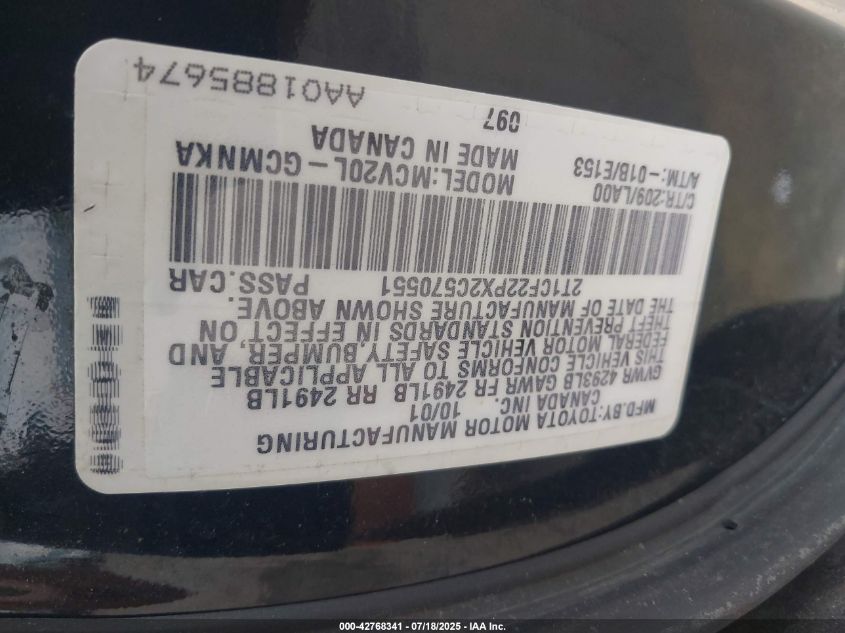 MFD.BY:TOYOTA MOTOR MANUFACTURING
CANADA INC. 10/01
GVWR 4293LB GAWR FR 2491LB RR 2491LB
THIS VEHICLE CONFORMS TO ALL APPLICABLE
FEDERAL MOTOR VEHICLE SAFETY,BUMPER, AND
THEFT PREVENTION STANDARDS IN EFFECT ON
THE DATE OF MANUFACTURE SHOWN ABOVE.
2T1CF22PX2C570551 PASS.CAR
C/TR:209/LA00 MODEL:MCV20L-GCMNKA
A/TM:-01B/E153 MADE IN CANADA
097
AA01885674
000-42768341 - 07/18/2025 - IAA Inc.